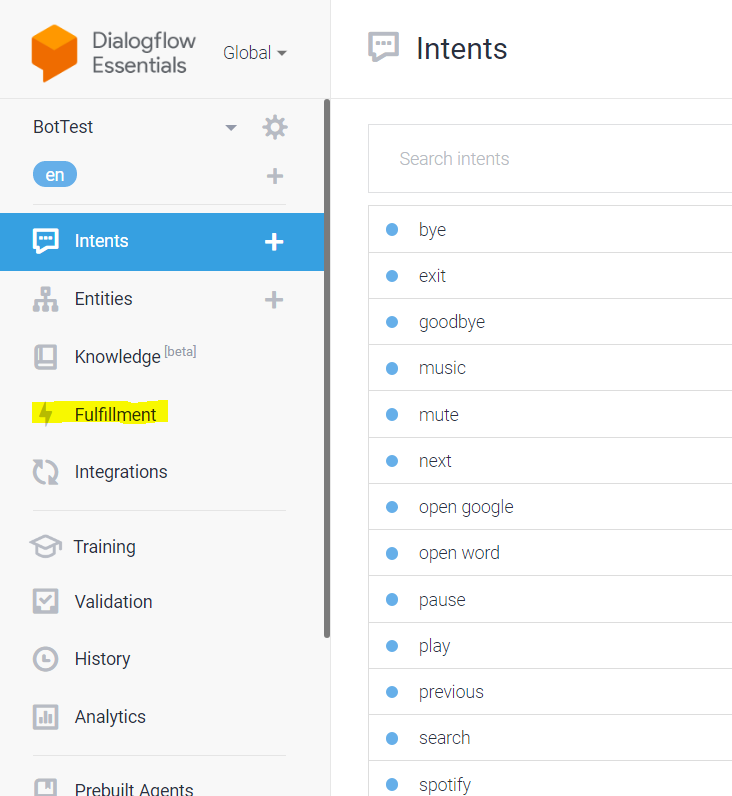 Dialogflow
Essentials
Global
Intents
BotTest
en
Search intents
Intents
Entities
Knowledge [beta]
Fulfillment
Integrations
Training
Validation
History
Analytics
Prebuilt Agents
bye
exit
goodbye
music
mute
next
open google
open word
pause
play
previous
search
spotify